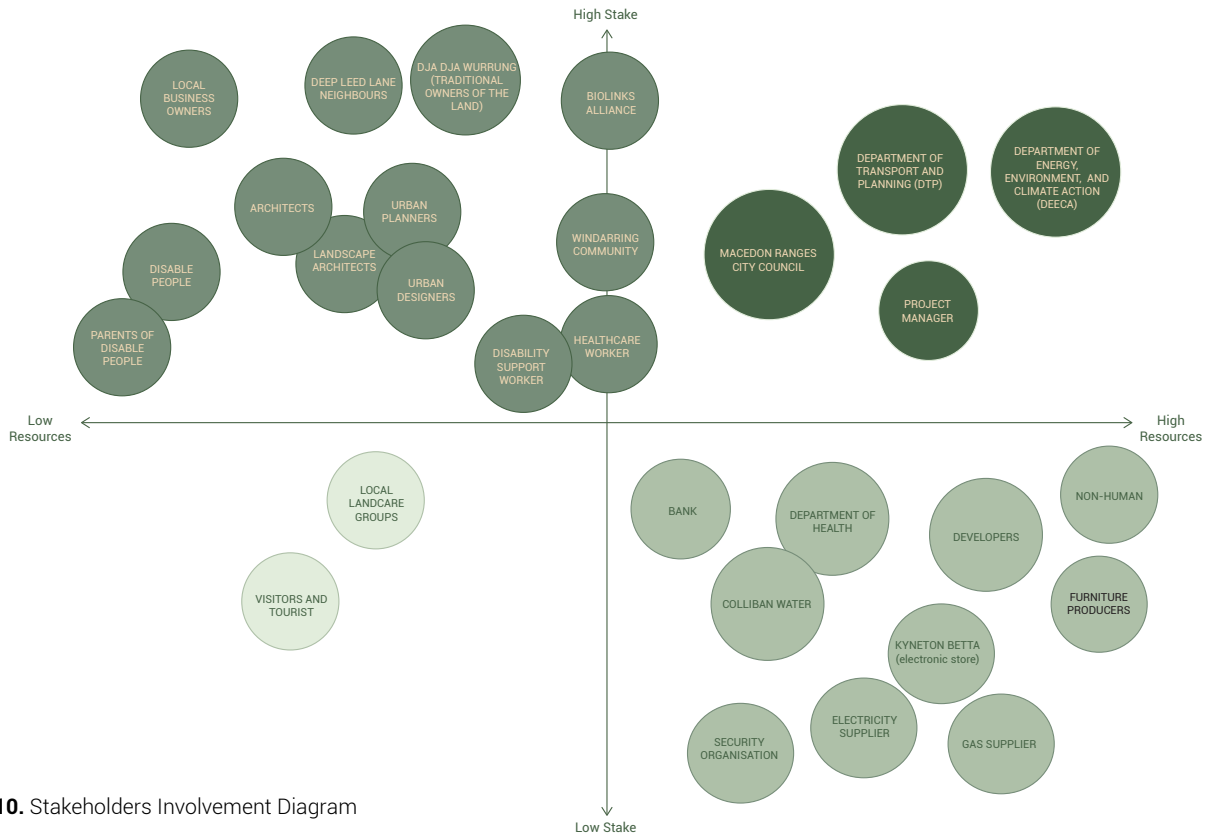 High Stake
LOCAL
BUSINESS
OWNERS
DEEP LEED LANE
NEIGHBOURS
DJA DJA WURRUNG
(TRADITIONAL
OWNERS OF THE
LAND)
BIOLINKS
ALLIANCE
DEPARTMENT OF
TRANSPORT AND
PLANNING (DTP)
DEPARTMENT OF
ENERGY,
ENVIRONMENT, AND
CLIMATE ACTION
(DEECA)
ARCHITECTS
URBAN
PLANNERS
LANDSCAPE
ARCHITECTS
URBAN
DESIGNERS
WINDARRING
COMMUNITY
MACEDON RANGES
CITY COUNCIL
PROJECT
MANAGER
DISABLE
PEOPLE
PARENTS OF
DISABLE
PEOPLE
DISABILITY
SUPPORT
WORKER
HEALTHCARE
WORKER
Low
Resources
High
Resources
LOCAL
LANDCARE
GROUPS
VISITORS AND
TOURIST
BANK
DEPARTMENT OF
HEALTH
DEVELOPERS
NON-HUMAN
COLLIBAN WATER
FURNITURE
PRODUCERS
KYNETON BETTA
(electronic store)
SECURITY
ORGANISATION
ELECTRICITY
SUPPLIER
GAS SUPPLIER
10. Stakeholders Involvement Diagram
Low Stake